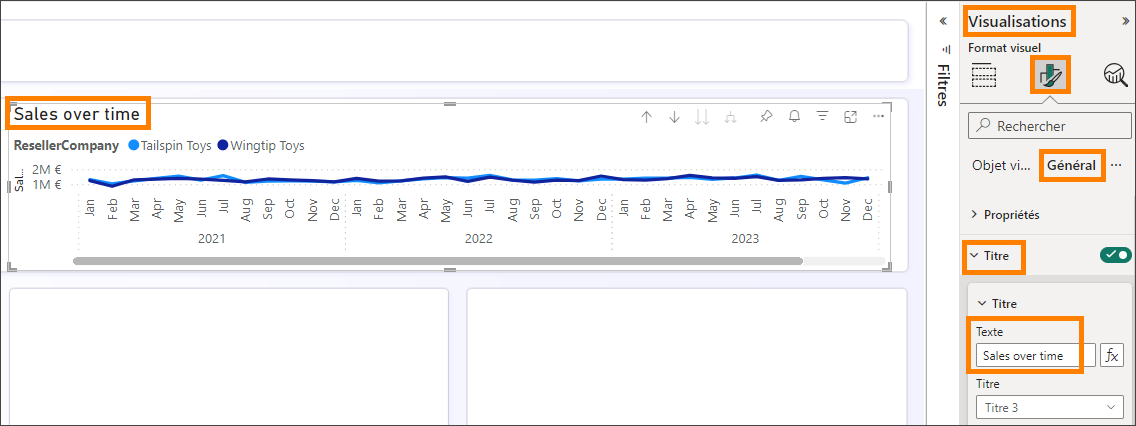 Sales over time
ResellerCompany Tailspin Toys Wingtip Toys
Sal...
2M €
1M €
Jan Feb Mar Apr May Jun Jul Aug Sep Oct Nov Dec Jan Feb Mar Apr May Jun Jul Aug Sep Oct Nov Dec Jan Feb Mar Apr May Jun Jul Aug Sep Oct Nov Dec
2021 2022 2023
Filtres
Visualisations
Format visuel
Rechercher
Objet vi... Général ...
Propriétés
Titre
Titre
Texte
Sales over time fx
Titre
Titre 3